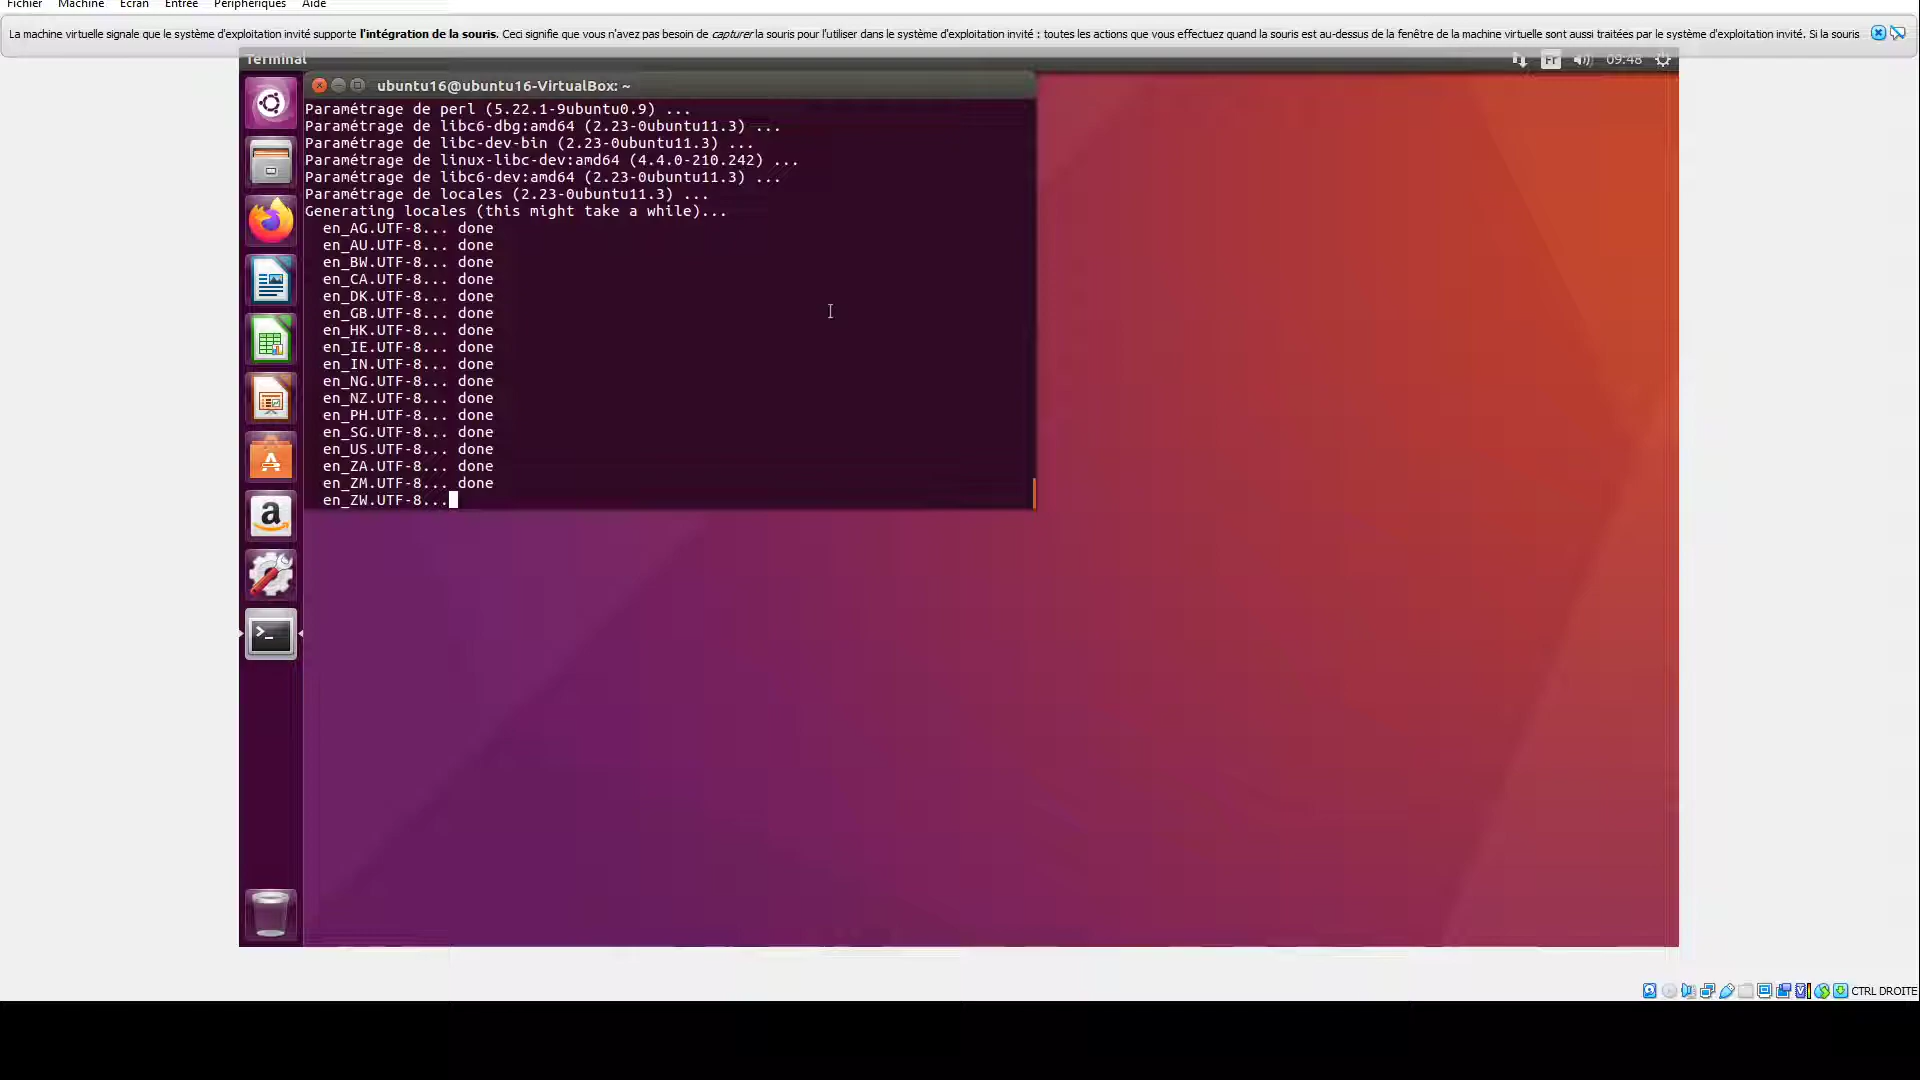 Fichier Machine Écran Entrée Périphériques Aide
La machine virtuelle signale que le système d'exploitation invité supporte l'intégration de la souris. Ceci signifie que vous n'avez pas besoin de capturer la souris pour l'utiliser dans le système d'exploitation invité : toutes les actions que vous effectuez quand la souris est au-dessus de la fenêtre de la machine virtuelle sont aussi traitées par le système d'exploitation invité. Si la souris
Terminal Fr 09:48
ubuntu16@ubuntu16-VirtualBox: ~
Paramétrage de perl (5.22.1-9ubuntu0.9) ...
Paramétrage de libc6-dbg:amd64 (2.23-0ubuntu11.3) ...
Paramétrage de libc-dev-bin (2.23-0ubuntu11.3) ...
Paramétrage de linux-libc-dev:amd64 (4.4.0-210.242) ...
Paramétrage de libc6-dev:amd64 (2.23-0ubuntu11.3) ...
Paramétrage de locales (2.23-0ubuntu11.3) ...
Generating locales (this might take a while)...
en_AG.UTF-8... done
en_AU.UTF-8... done
en_BW.UTF-8... done
en_CA.UTF-8... done
en_DK.UTF-8... done
en_GB.UTF-8... done
en_HK.UTF-8... done
en_IE.UTF-8... done
en_IN.UTF-8... done
en_NG.UTF-8... done
en_NZ.UTF-8... done
en_PH.UTF-8... done
en_SG.UTF-8... done
en_US.UTF-8... done
en_ZA.UTF-8... done
en_ZM.UTF-8... done
en_ZW.UTF-8...
CTRL DROITE